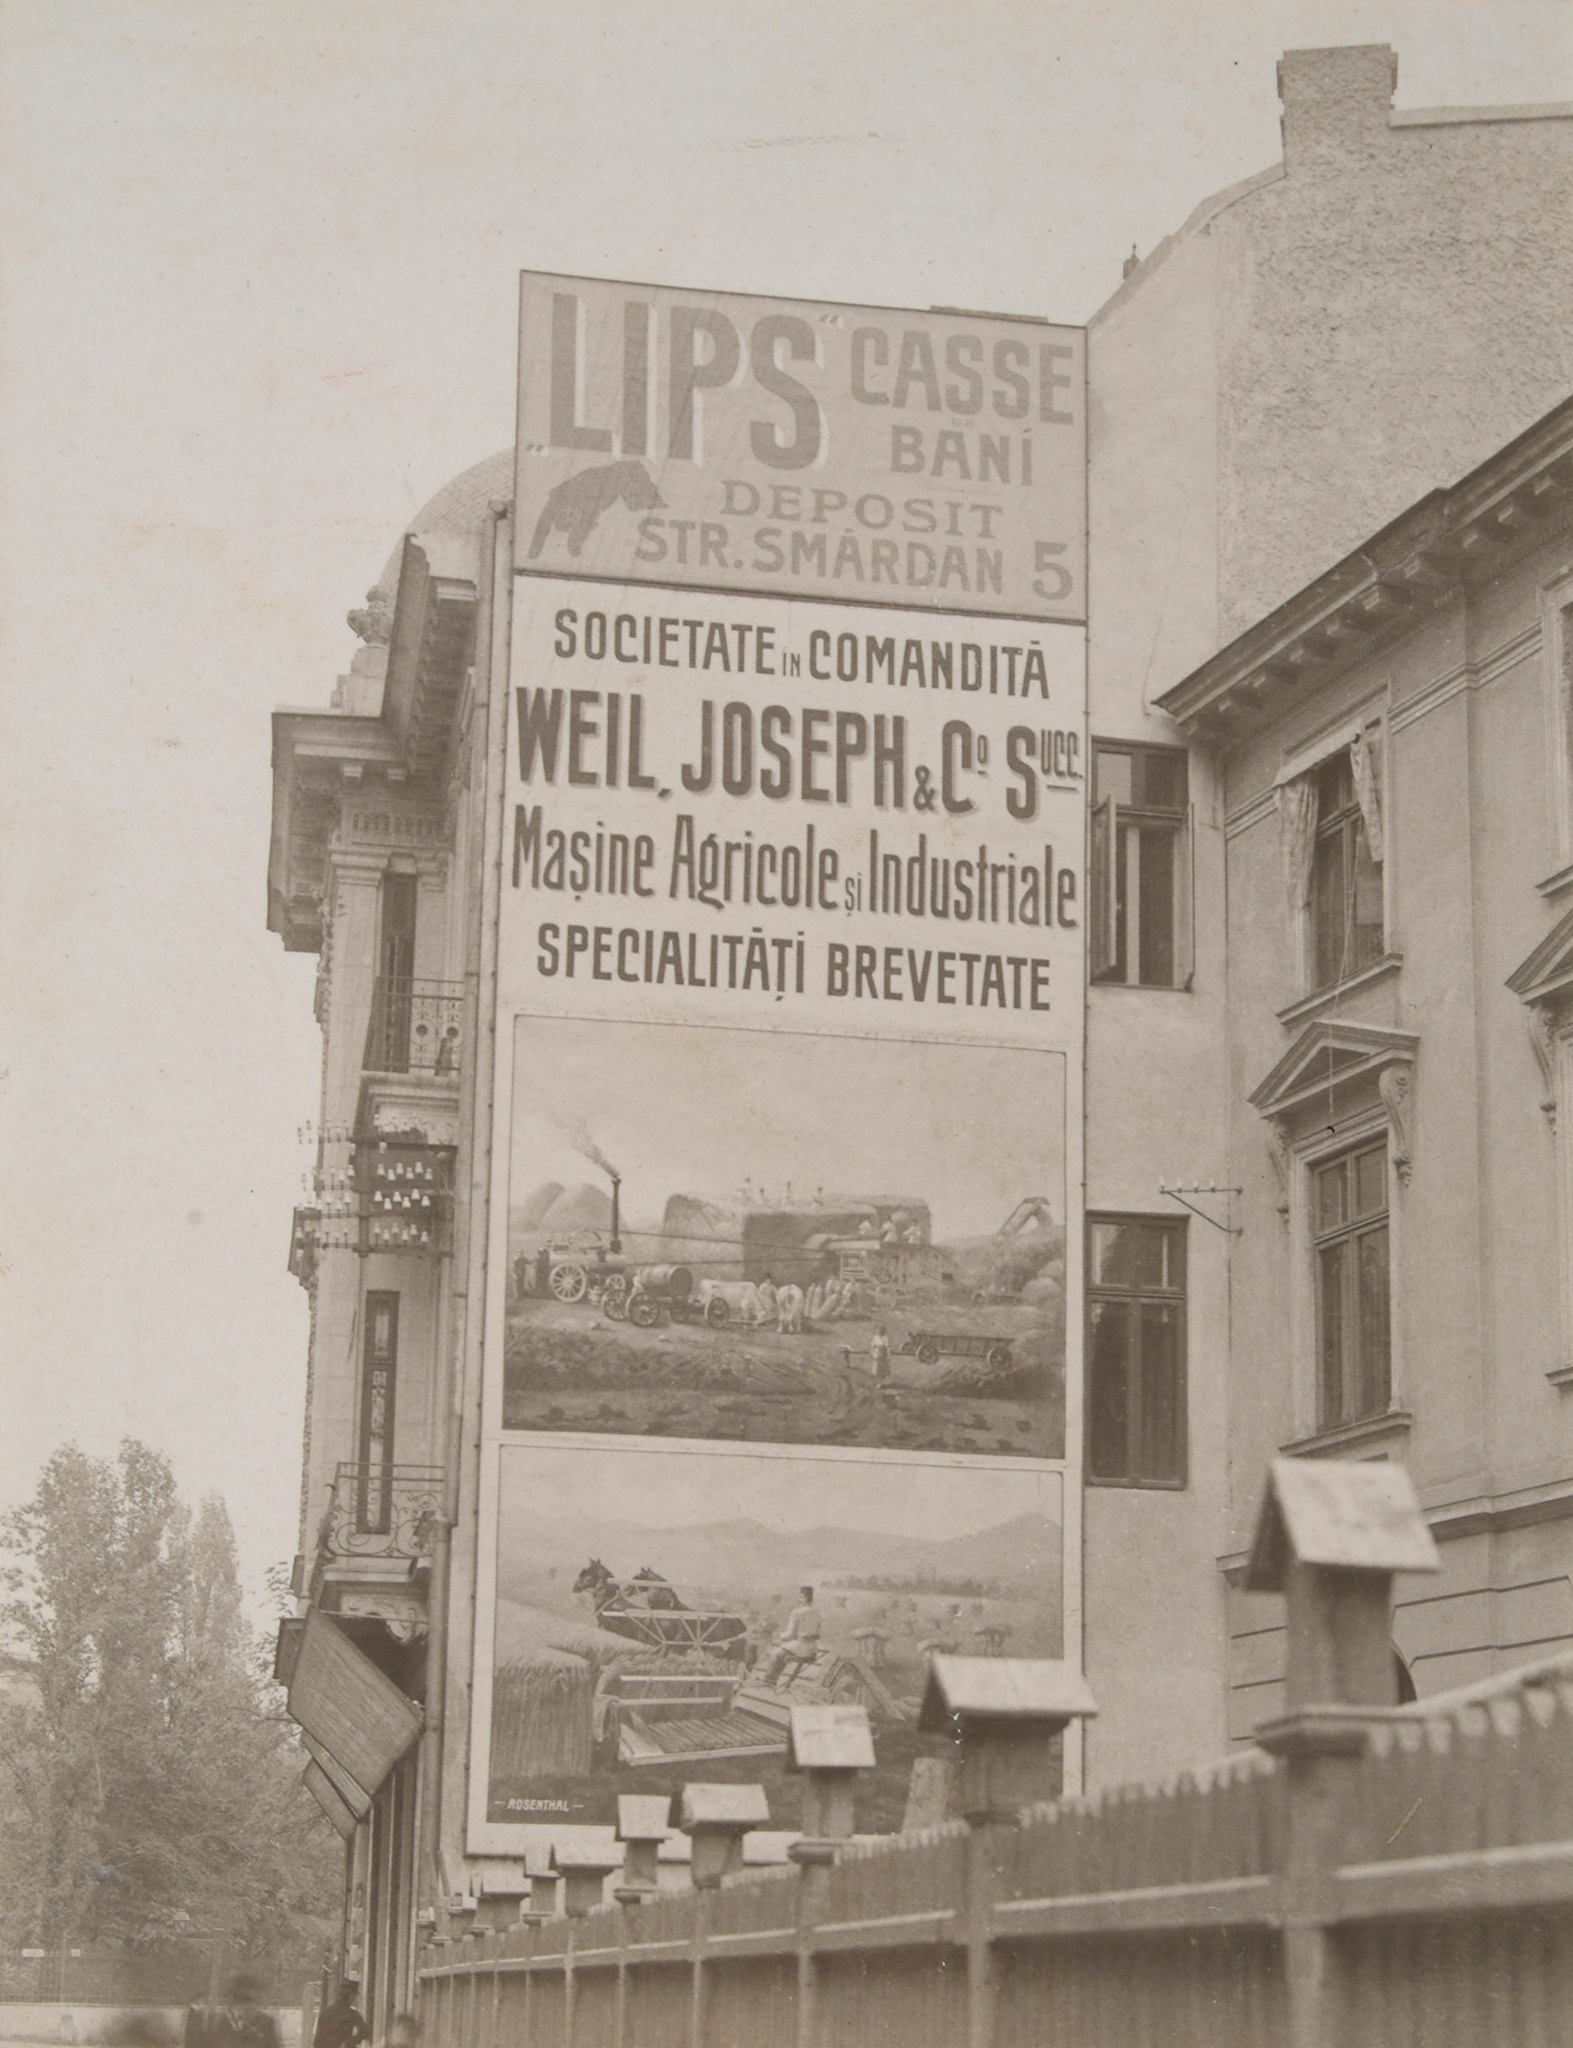 „LIPS“ CASSE
DE
BANI
DEPOSIT
STR. SMÂRDAN 5
SOCIETATE IN COMANDITĂ
WEIL, JOSEPH & Cº SUCC.
Mașine Agricole și Industriale
SPECIALITĂȚI BREVETATE
— ROSENTHAL —